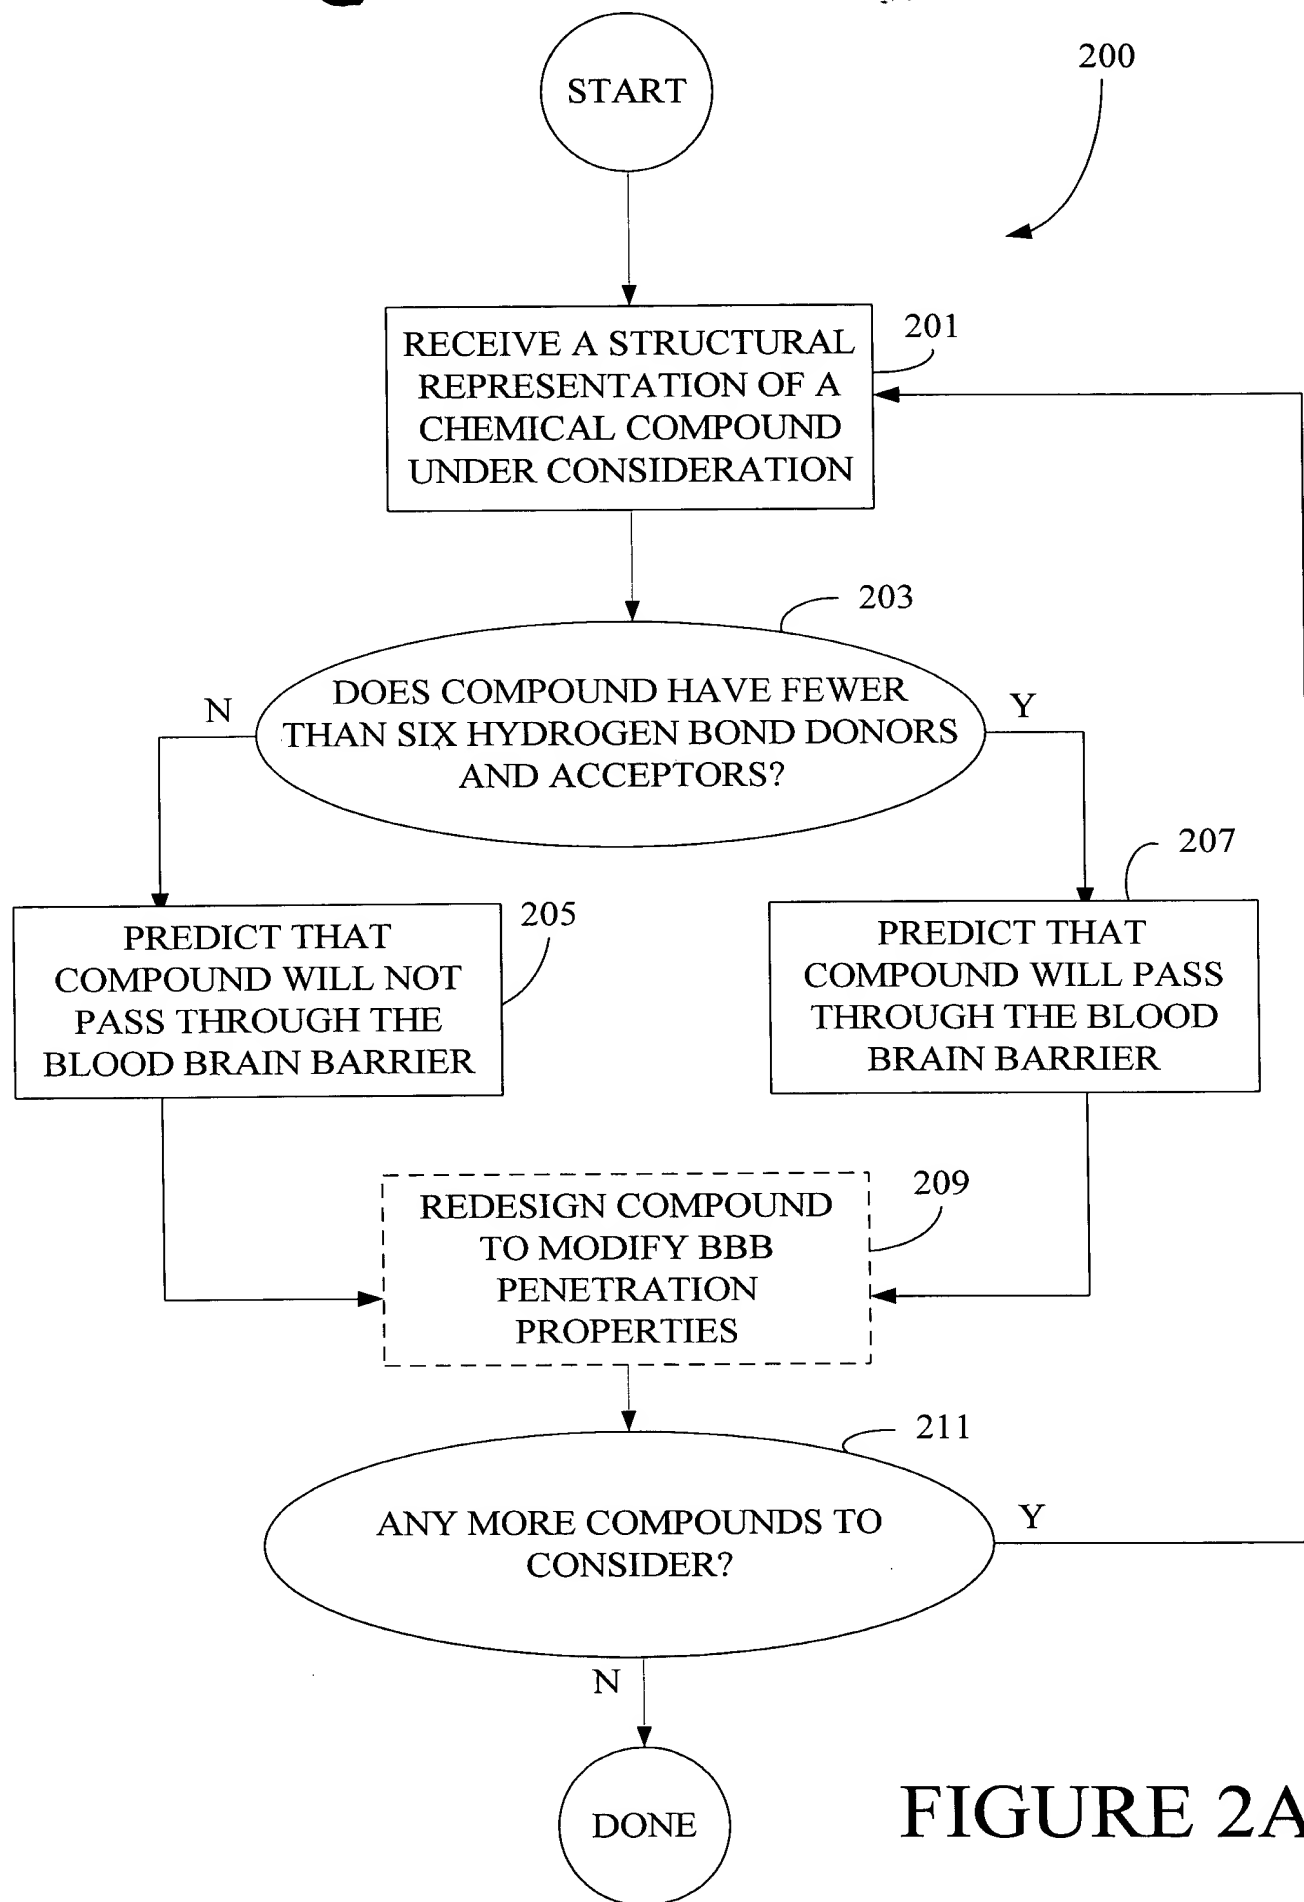 START
200
RECEIVE A STRUCTURAL
REPRESENTATION OF A
CHEMICAL COMPOUND
UNDER CONSIDERATION
201
203
DOES COMPOUND HAVE FEWER
THAN SIX HYDROGEN BOND DONORS
AND ACCEPTORS?
N
Y
PREDICT THAT
COMPOUND WILL NOT
PASS THROUGH THE
BLOOD BRAIN BARRIER
205
207
PREDICT THAT
COMPOUND WILL PASS
THROUGH THE BLOOD
BRAIN BARRIER
REDESIGN COMPOUND
TO MODIFY BBB
PENETRATION
PROPERTIES
209
211
ANY MORE COMPOUNDS TO
CONSIDER?
Y
N
DONE
FIGURE 2A